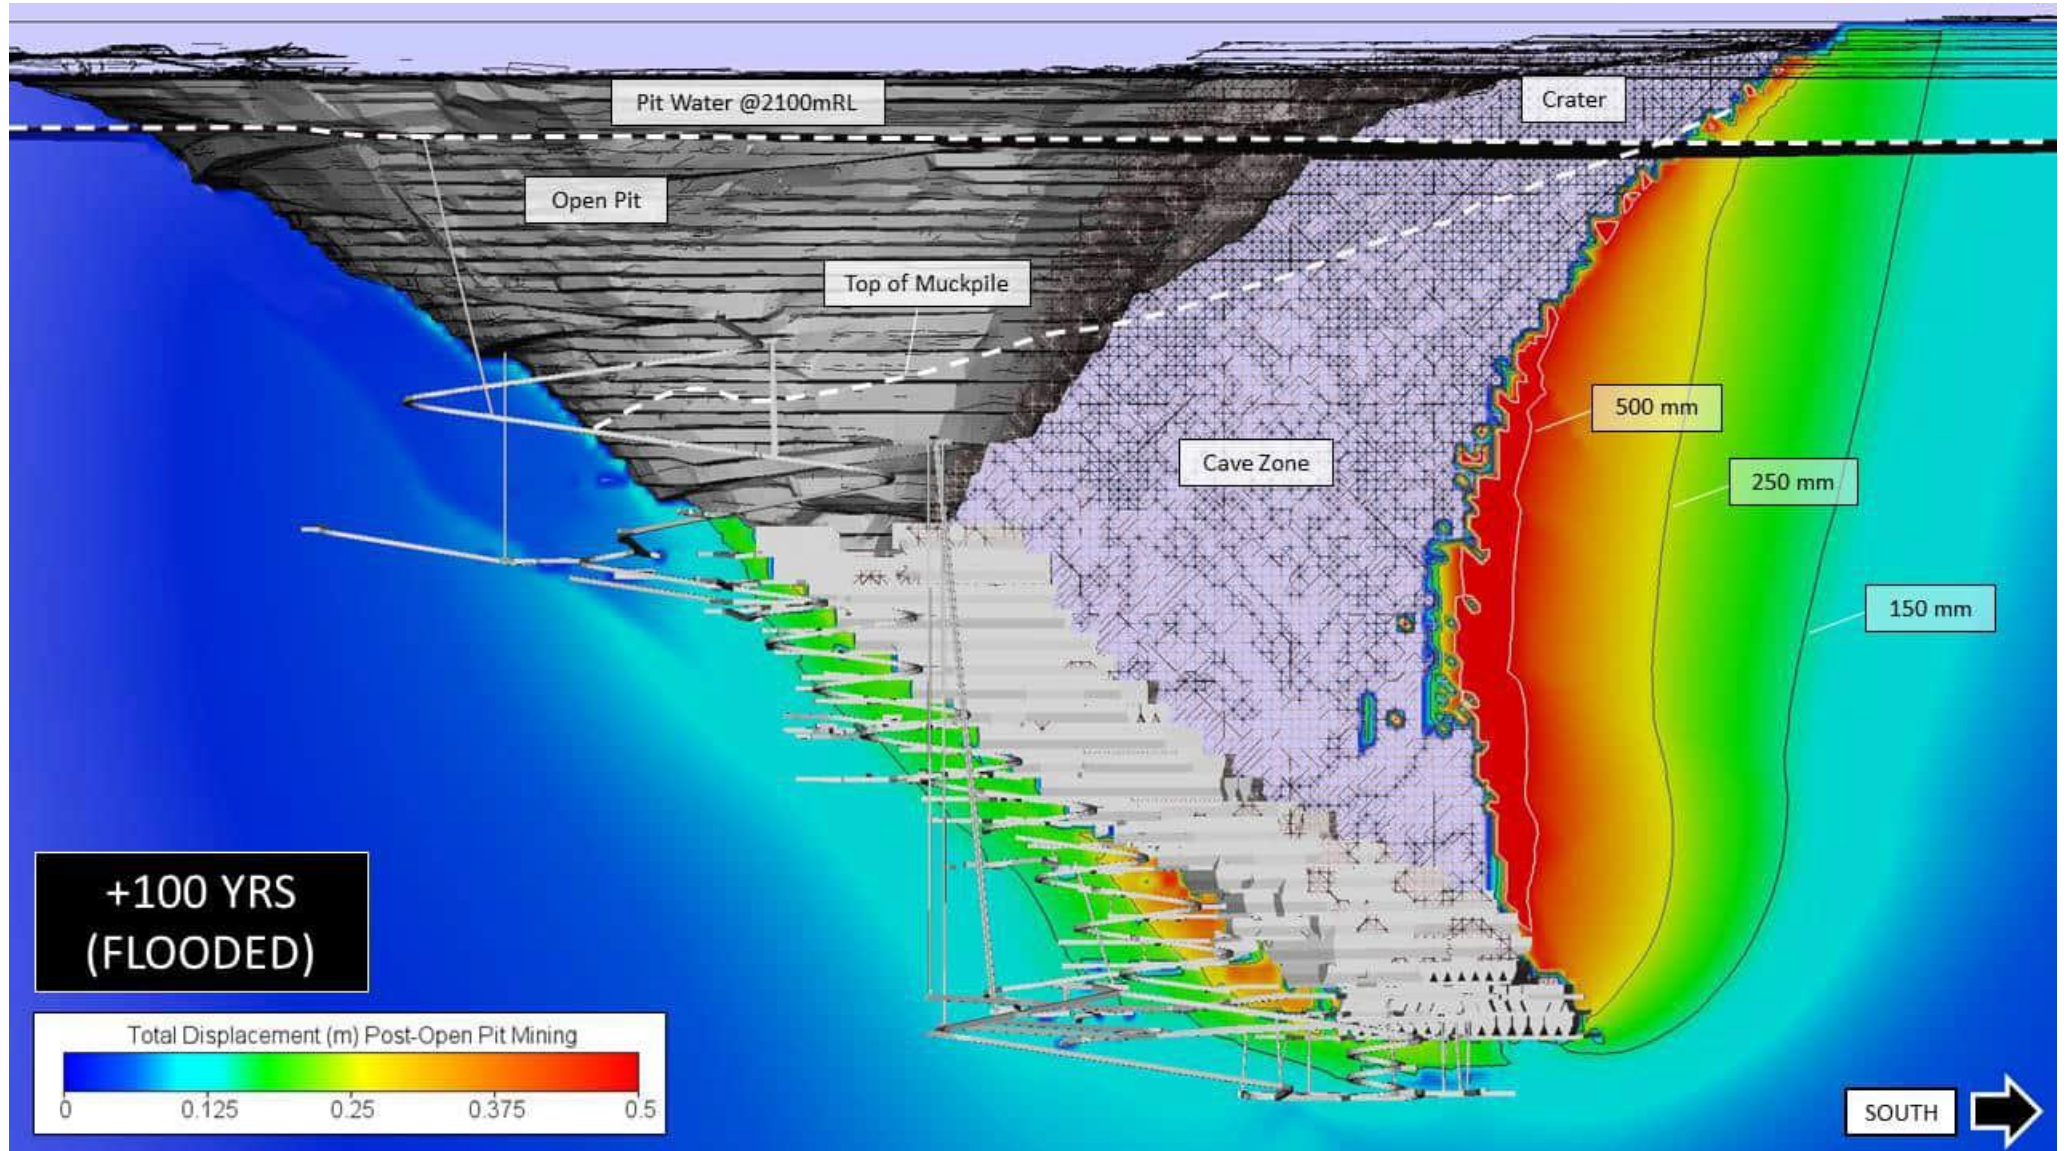 Pit Water @2100mRL
Crater
Open Pit
Top of Muckpile
500 mm
Cave Zone
250 mm
150 mm
+100 YRS
(FLOODED)
Total Displacement (m) Post-Open Pit Mining
0 0.125 0.25 0.375 0.5
SOUTH